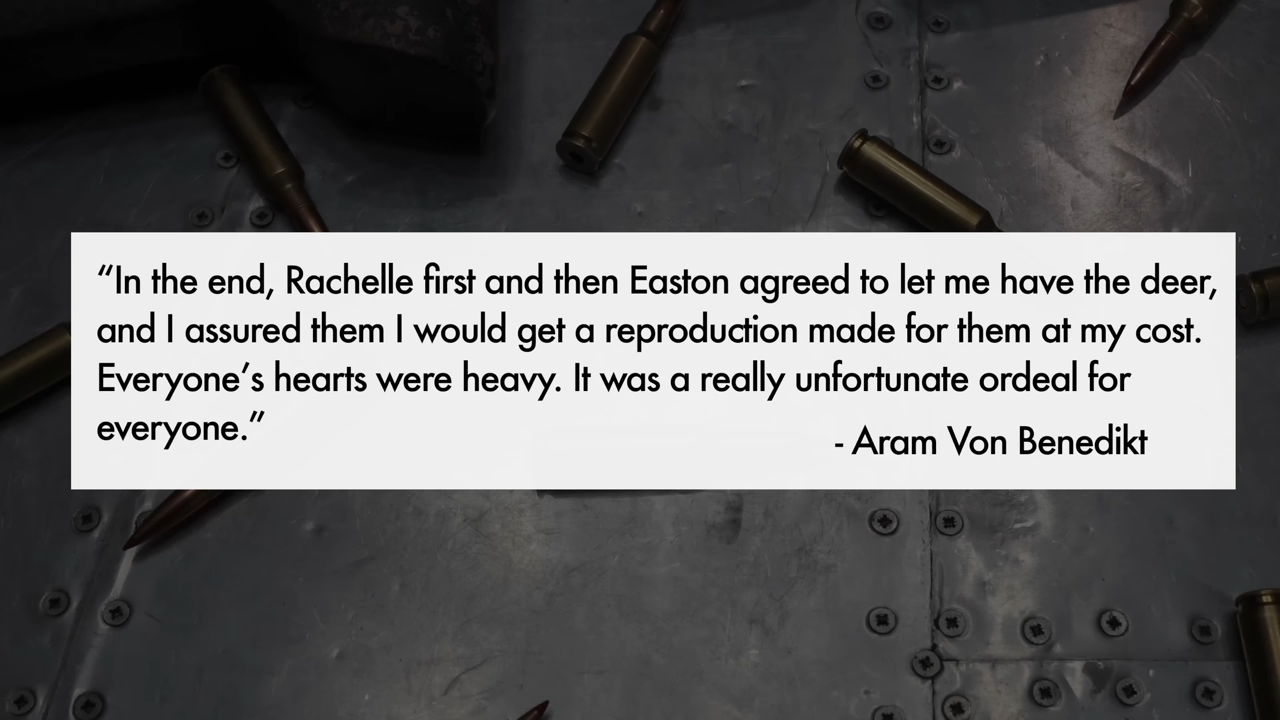 “In the end, Rachelle first and then Easton agreed to let me have the deer,
and I assured them I would get a reproduction made for them at my cost.
Everyone’s hearts were heavy. It was a really unfortunate ordeal for
everyone.”
- Aram Von Benedikt